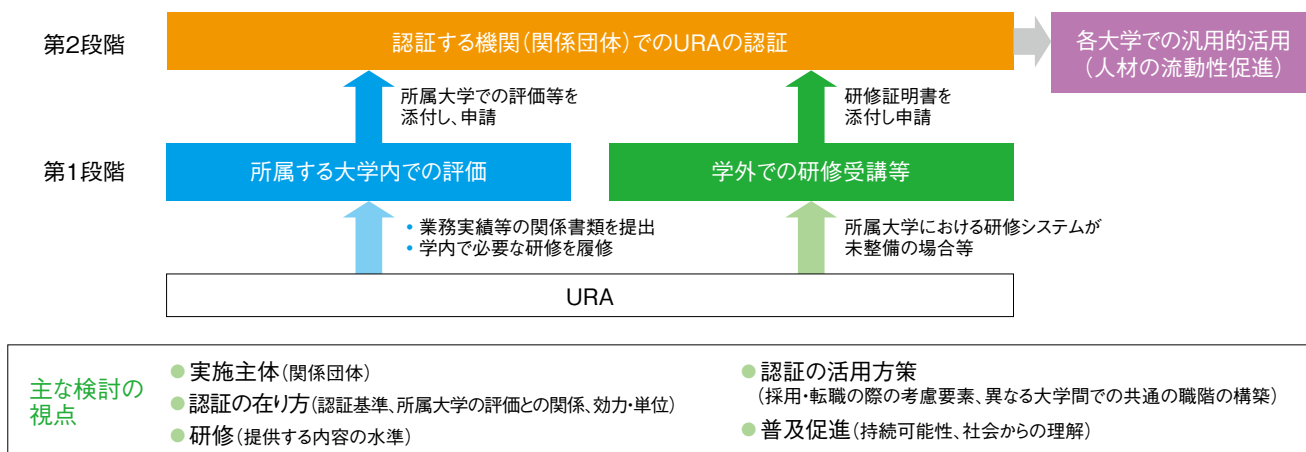 第2段階
認証する機関(関係団体)でのURAの認証
各大学での汎用的活用
(人材の流動性促進)
所属大学での評価等を
添付し、申請
研修証明書を
添付し申請
第1段階
所属する大学内での評価
学外での研修受講等
・業務実績等の関係書類を提出
・学内で必要な研修を履修
所属大学における研修システムが
未整備の場合等
URA
主な検討の
視点
●実施主体(関係団体)
●認証の在り方(認証基準、所属大学の評価との関係、効力・単位)
●研修(提供する内容の水準)
●認証の活用方策
(採用・転職の際の考慮要素、異なる大学間での共通の職階の構築)
●普及促進(持続可能性、社会からの理解)